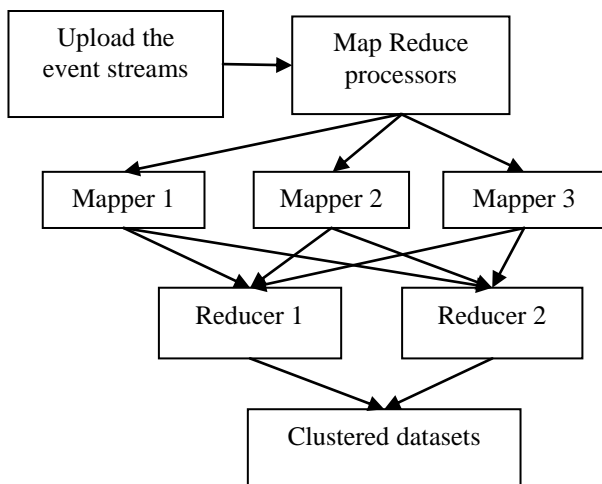 Upload the
event streams
Map Reduce
processors
Mapper 1
Mapper 2
Mapper 3
Reducer 1
Reducer 2
Clustered datasets